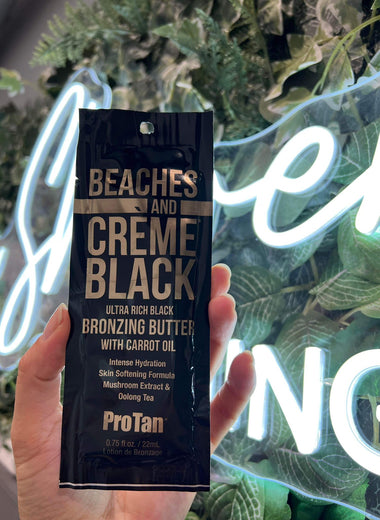 BEACHES
AND
CREME
BLACK
ULTRA RICH BLACK
BRONZING BUTTER
WITH CARROT OIL
Intense Hydration
Skin Softening Formula
Mushroom Extract &
Oolong Tea
ProTan
0.75 fl. oz. / 22mL
Lotion de Bronzage